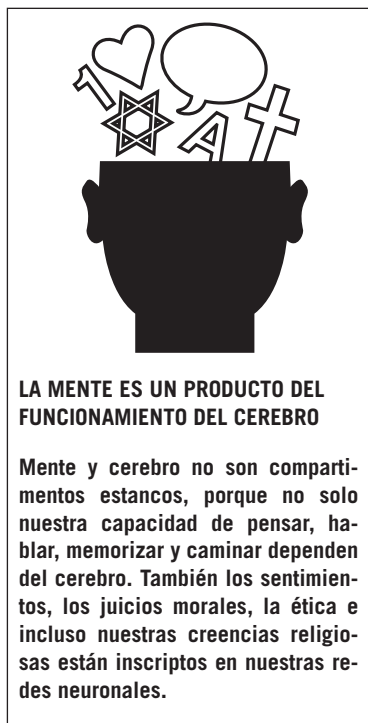 1
A
LA MENTE ES UN PRODUCTO DEL
FUNCIONAMIENTO DEL CEREBRO
Mente y cerebro no son comparti-
mentos estancos, porque no solo
nuestra capacidad de pensar, ha-
blar, memorizar y caminar dependen
del cerebro. También los sentimien-
tos, los juicios morales, la ética e
incluso nuestras creencias religio-
sas están inscriptos en nuestras re-
des neuronales.